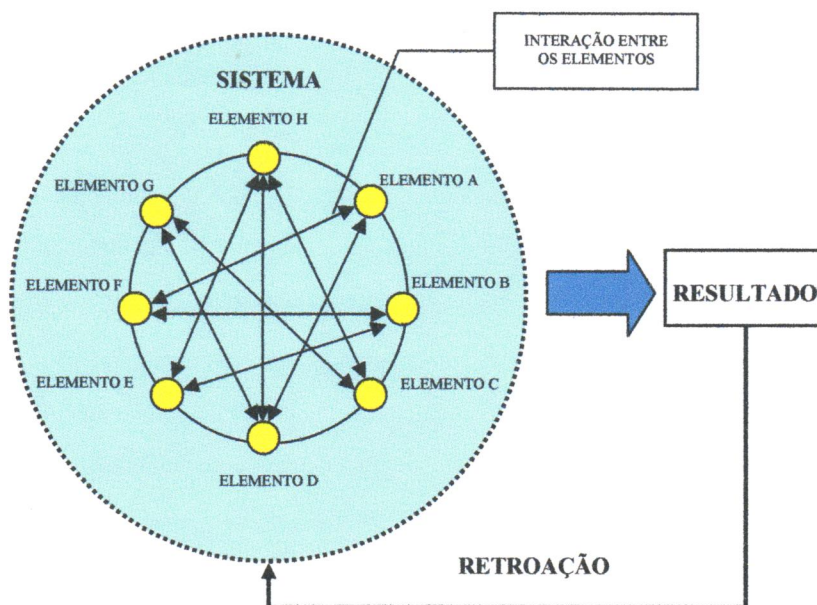 INTERAÇÃO ENTRE
OS ELEMENTOS
SISTEMA
ELEMENTO H
ELEMENTO G
ELEMENTO A
ELEMENTO F
ELEMENTO B
RESULTADO
ELEMENTO E
ELEMENTO C
ELEMENTO D
RETROAÇÃO